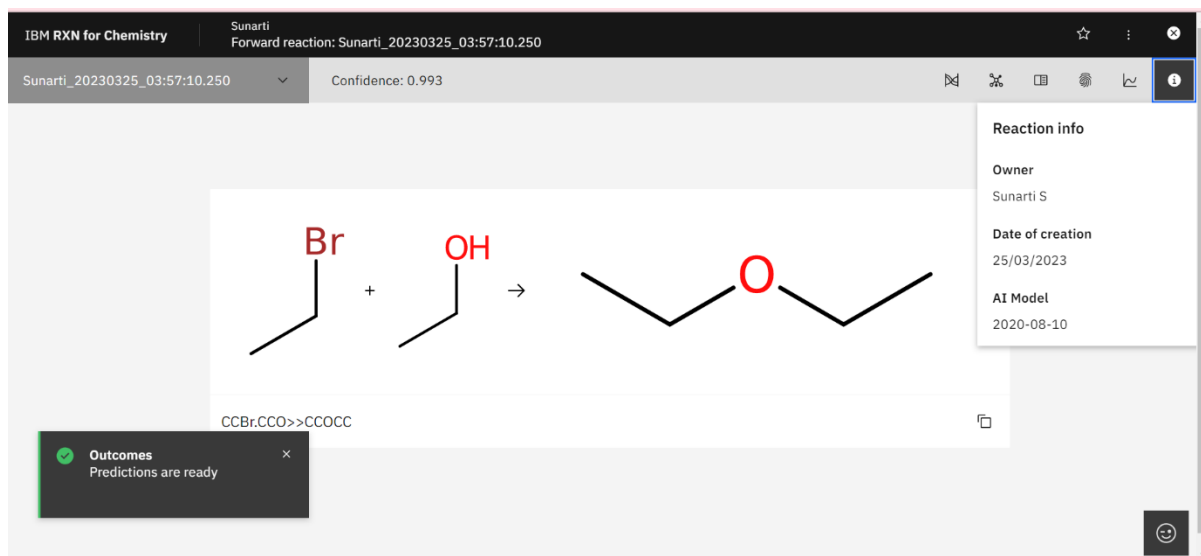 IBM RXN for Chemistry
Sunarti
Forward reaction: Sunarti_20230325_03:57:10.250
Sunarti_20230325_03:57:10.250
Confidence: 0.993
Reaction info
Owner
Sunarti S
Date of creation
25/03/2023
AI Model
2020-08-10
Br
+
OH
→
O
CCBr.CCO>>CCOCC
Outcomes
Predictions are ready